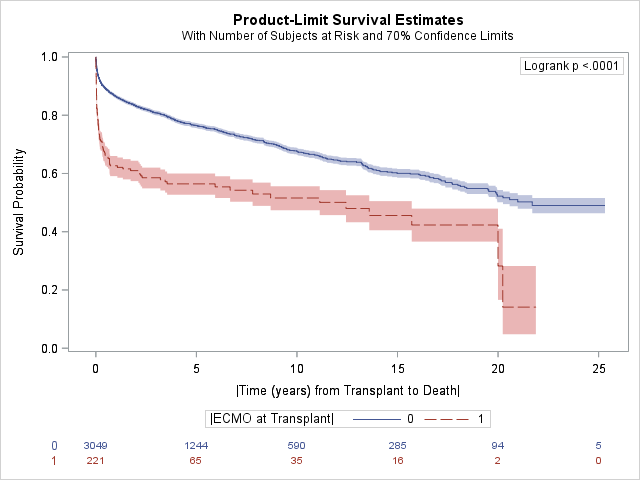 Product-Limit Survival Estimates
With Number of Subjects at Risk and 70% Confidence Limits
Logrank p <.0001
1.0
0.8
0.6
0.4
0.2
0.0
Survival Probability
0 5 10 15 20 25
|Time (years) from Transplant to Death|
|ECMO at Transplant| 0 1
0 3049 1244 590 285 94 5
1 221 65 35 16 2 0